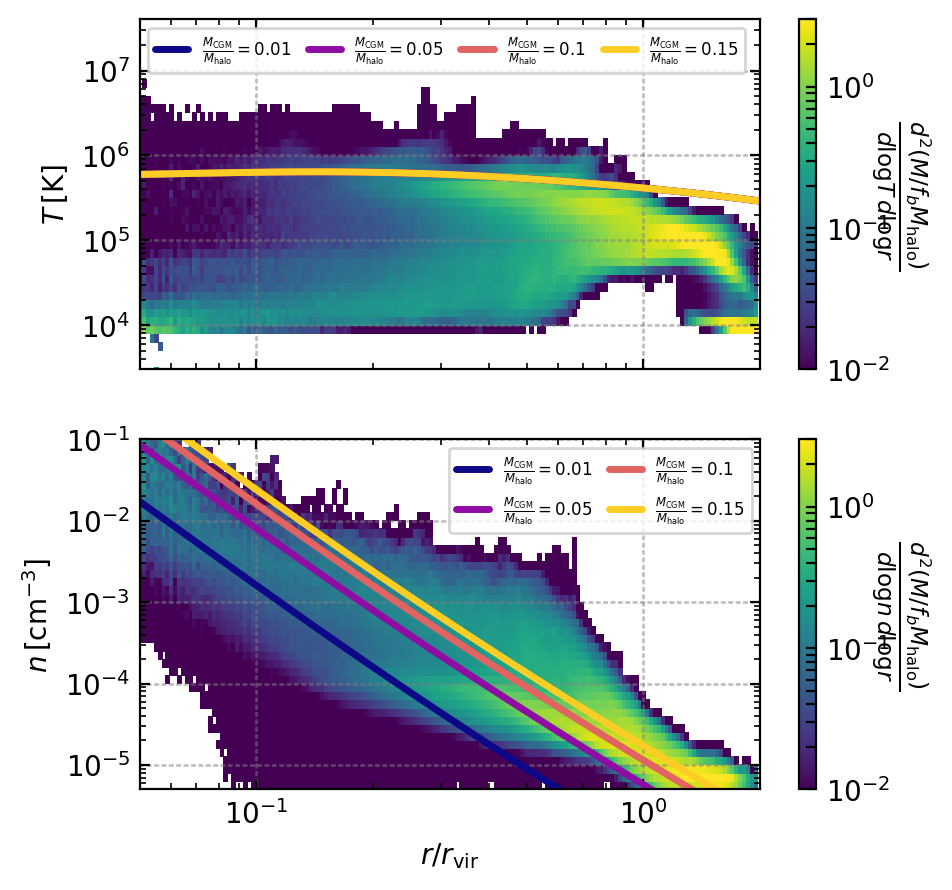 M_CGM/M_halo = 0.01 M_CGM/M_halo = 0.05 M_CGM/M_halo = 0.1 M_CGM/M_halo = 0.15
10^7
10^6
10^5
10^4
T [K]
10^0
10^−1
10^−2
d^2(M/f_b M_halo)
dlogT dlogr
M_CGM/M_halo = 0.01 M_CGM/M_halo = 0.1
M_CGM/M_halo = 0.05 M_CGM/M_halo = 0.15
10^−1
10^−2
10^−3
10^−4
10^−5
n [cm^−3]
10^−1 10^0
r/r_vir
10^0
10^−1
10^−2
d^2(M/f_b M_halo)
dlogn dlogr